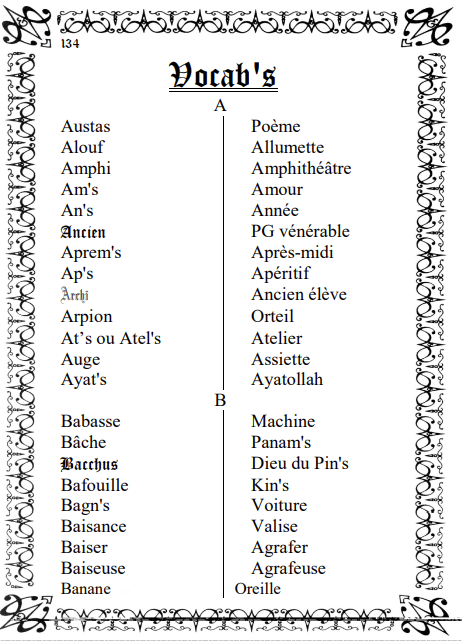 134
Vocab's
A
Austas Poème
Alouf Allumette
Amphi Amphithéâtre
Am's Amour
An's Année
Ancien PG vénérable
Aprem's Après-midi
Ap's Apéritif
Archi Ancien élève
Arpion Orteil
At’s ou Atel's Atelier
Auge Assiette
Ayat's Ayatollah
B
Babasse Machine
Bâche Panam's
Bacchus Dieu du Pin's
Bafouille Kin's
Bagn's Voiture
Baisance Valise
Baiser Agrafer
Baiseuse Agrafeuse
Banane Oreille